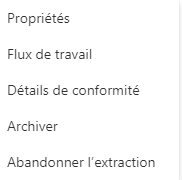 Propriétés
Flux de travail
Détails de conformité
Archiver
Abandonner l’extraction